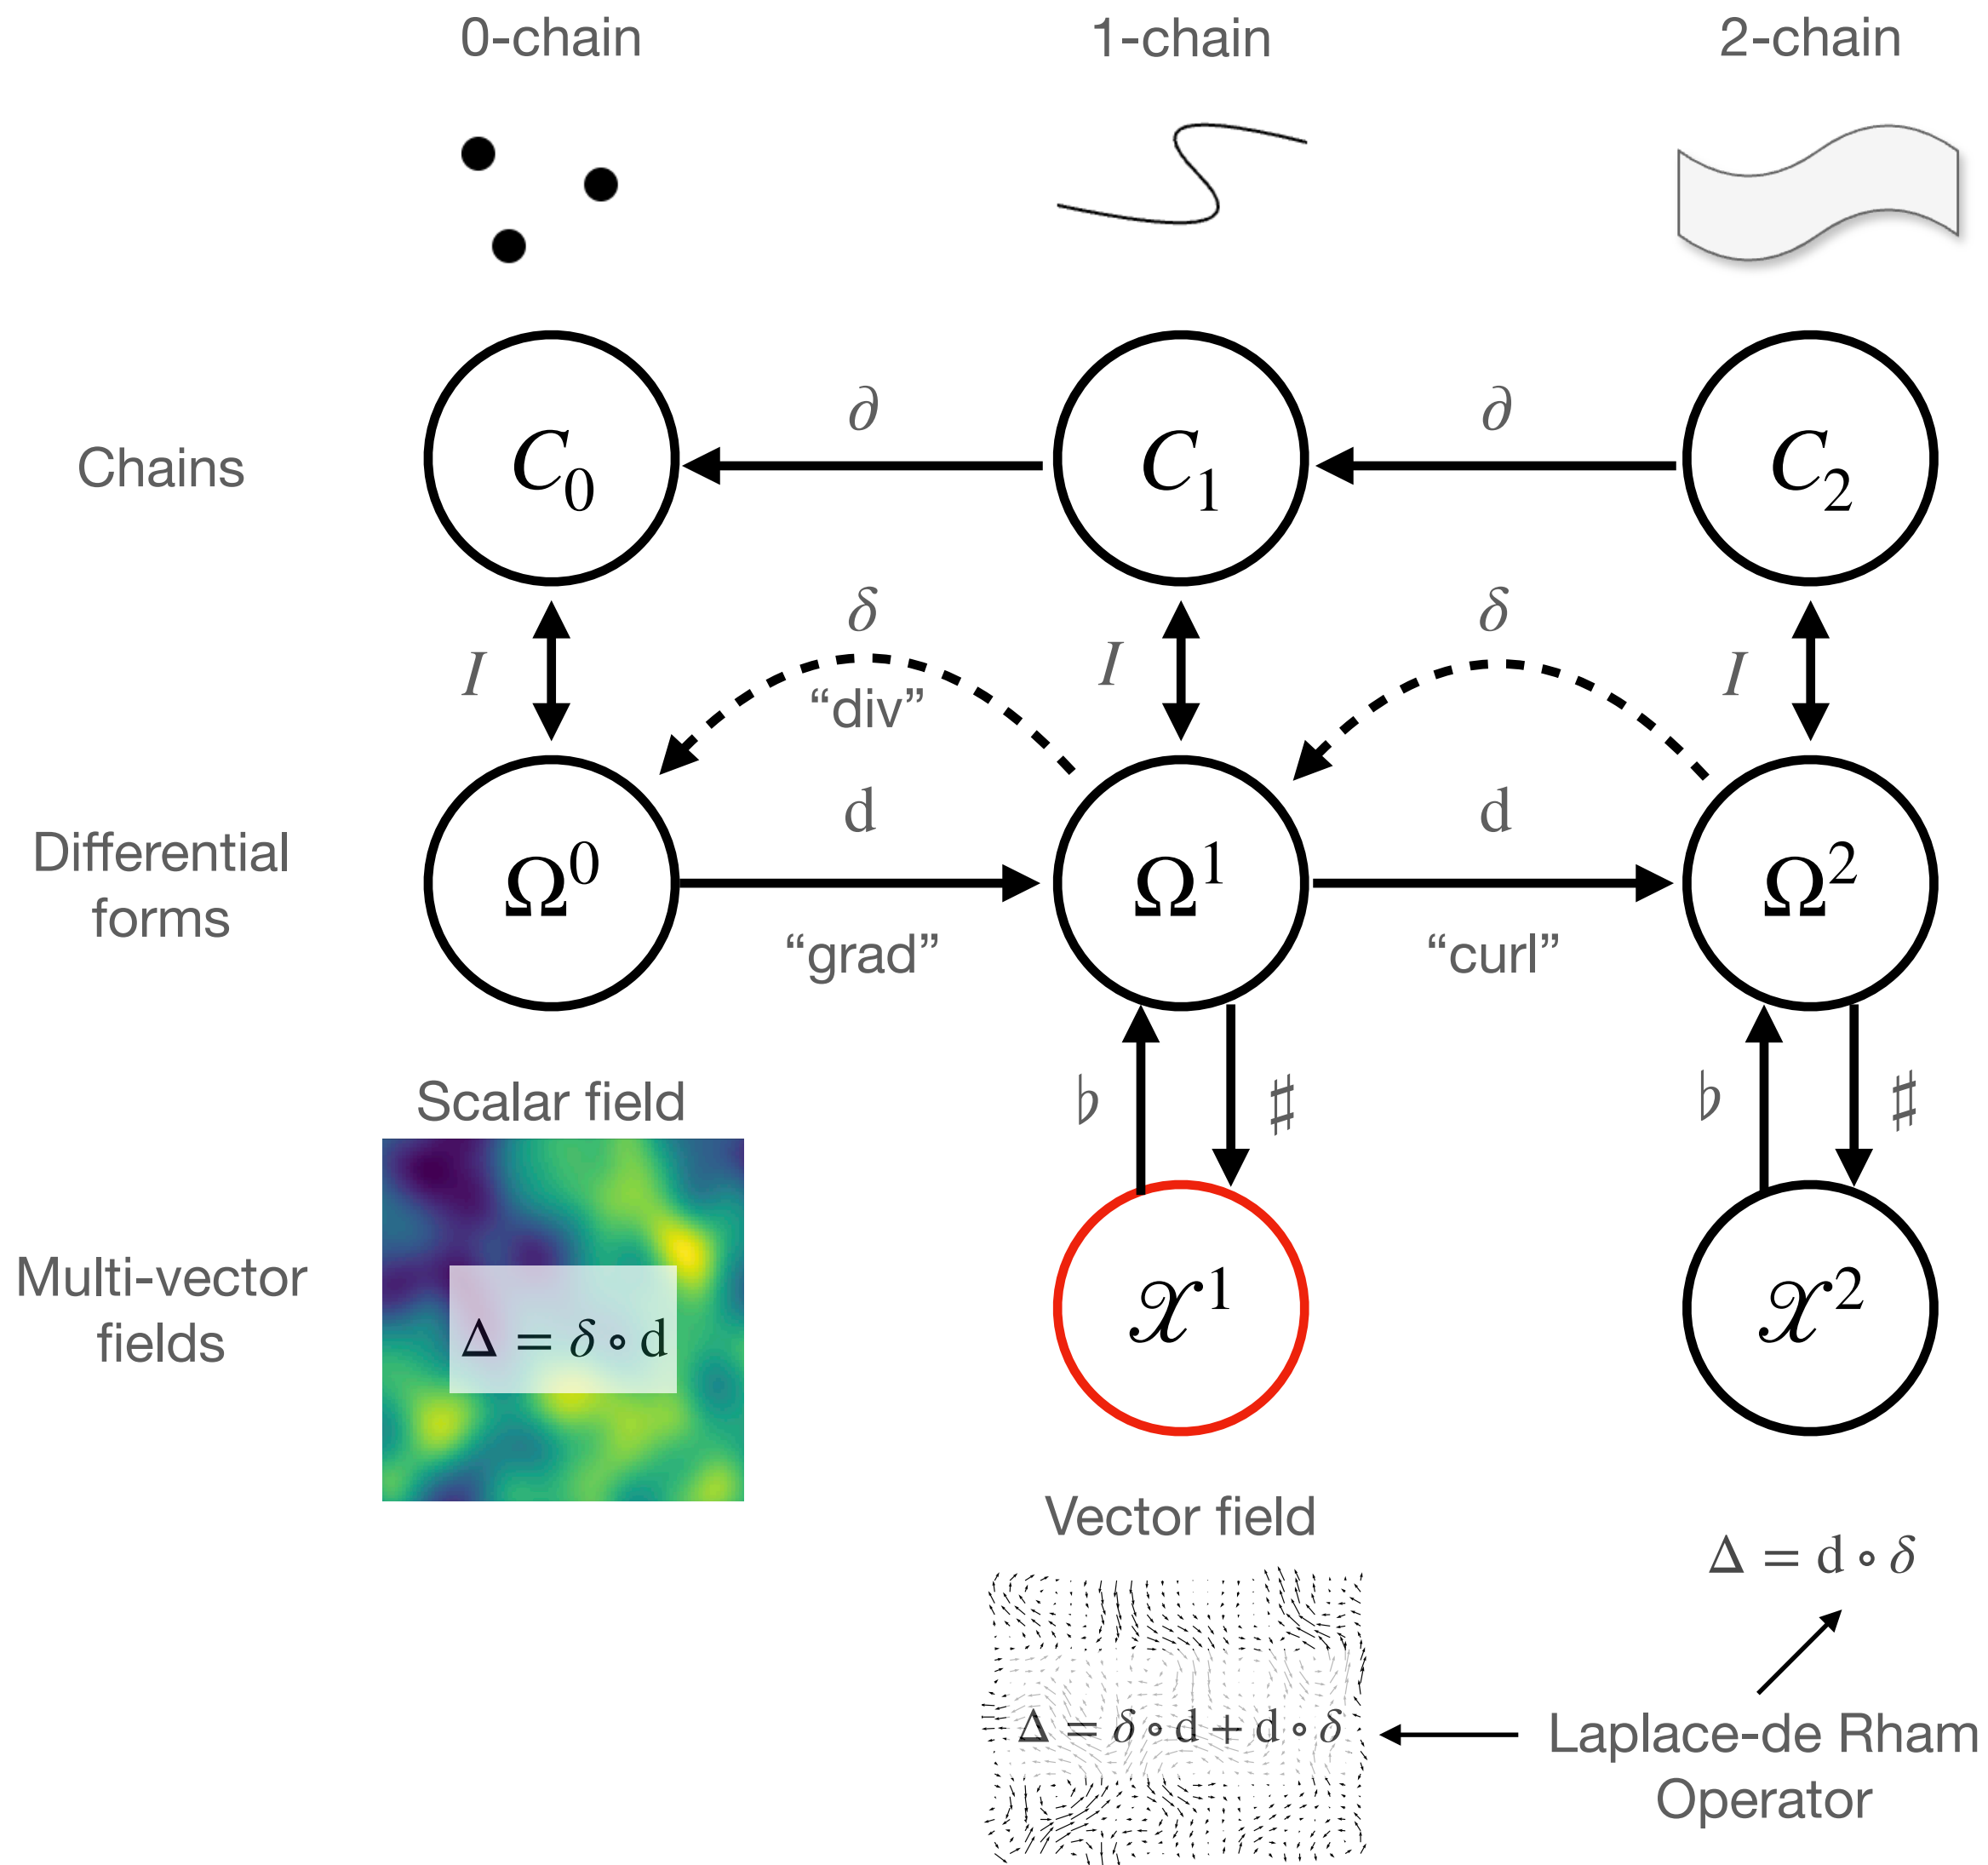 0-chain
1-chain
2-chain
Chains
C₀
∂
C₁
∂
C₂
I
δ
“div”
I
δ
I
Differential
forms
Ω⁰
d
“grad”
Ω¹
d
“curl”
Ω²
♭
♯
♭
♯
Scalar field
Multi-vector
fields
Δ = δ ∘ d
𝒳¹
𝒳²
Vector field
Δ = d ∘ δ
Δ = δ ∘ d + d ∘ δ
Laplace-de Rham
Operator